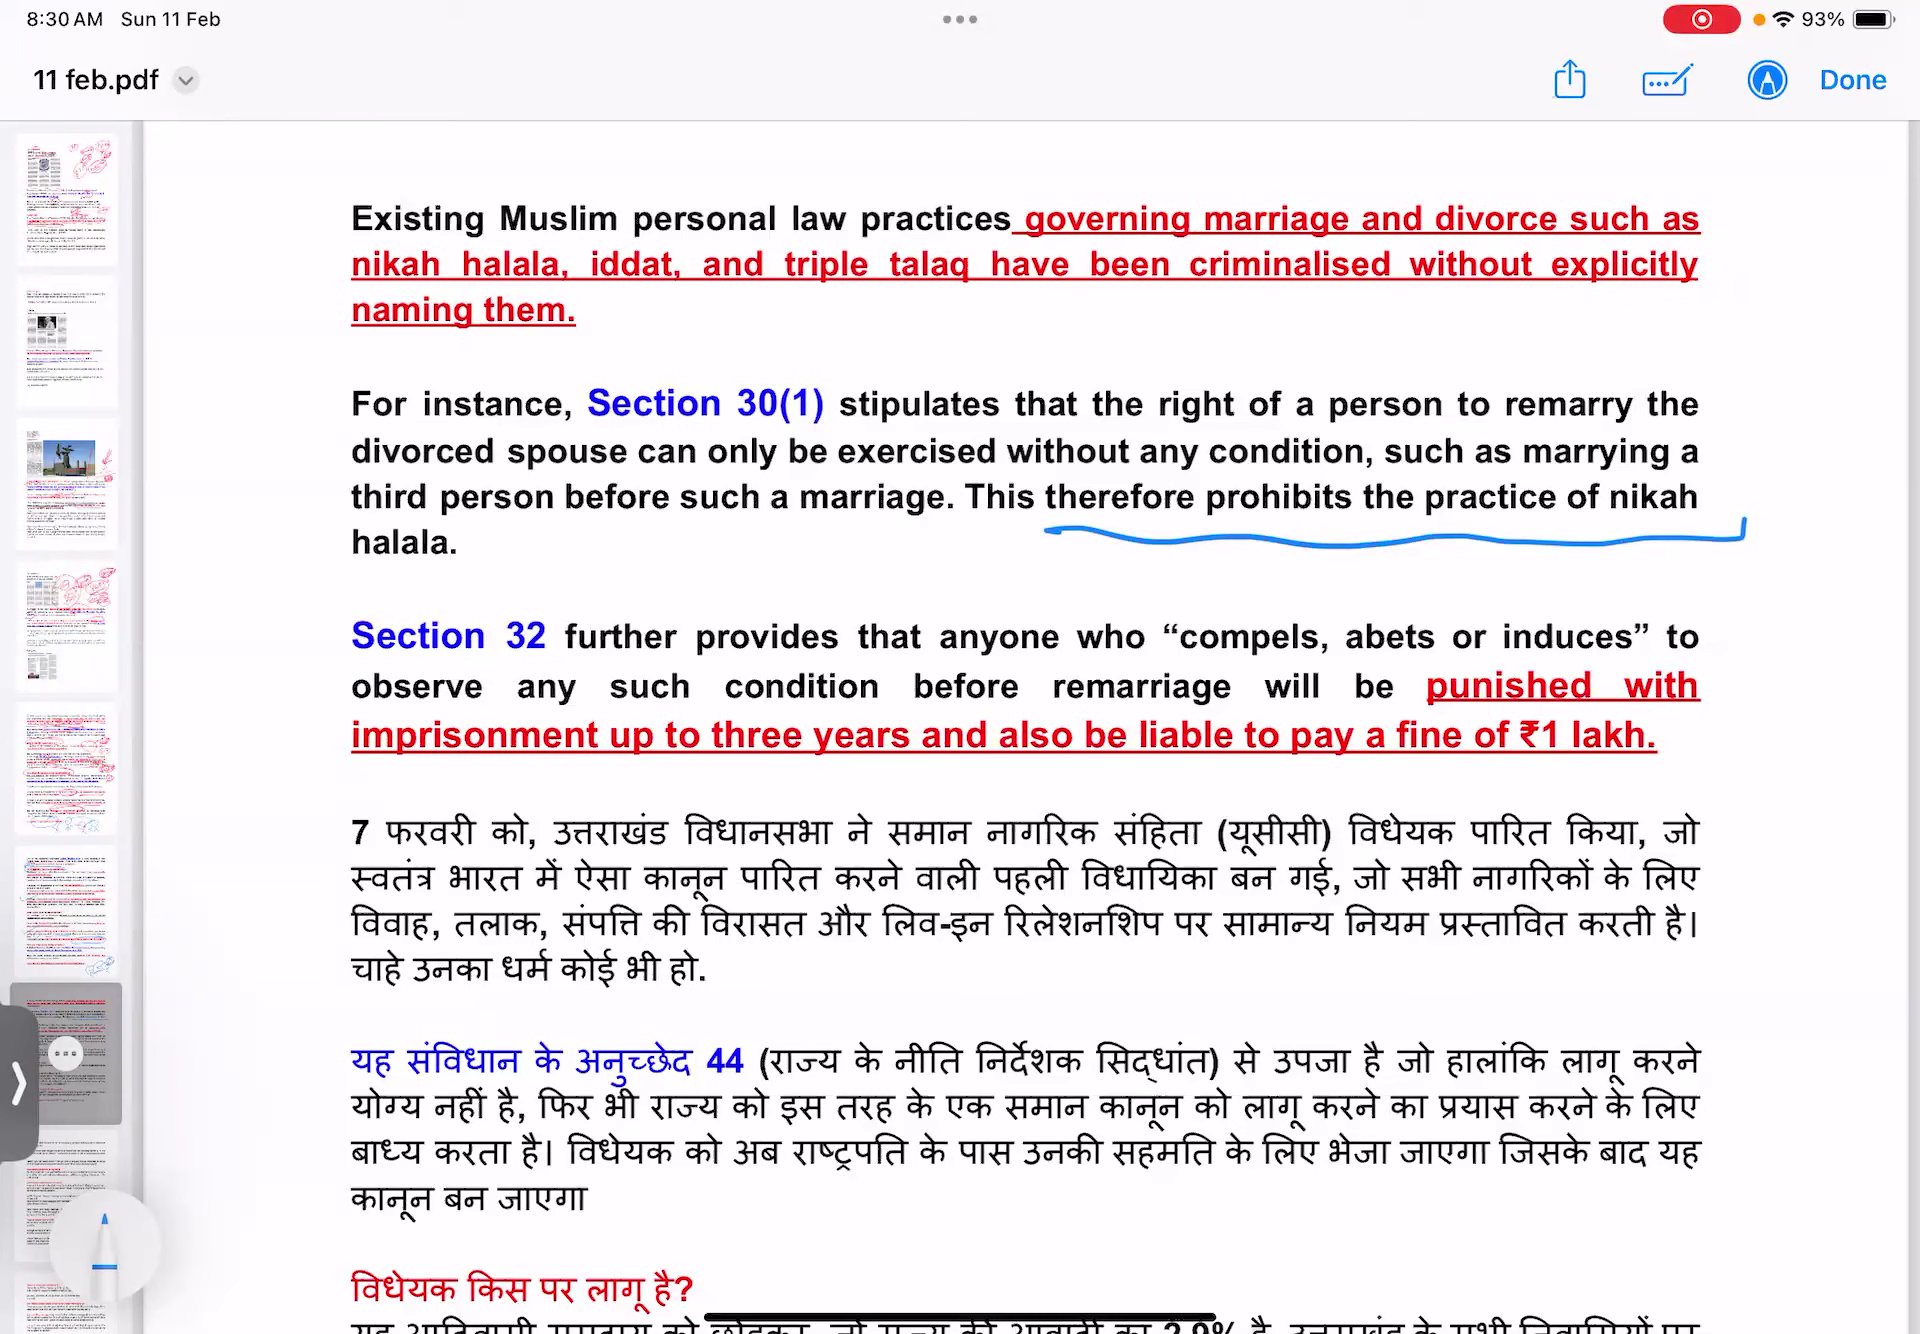 8:30 AM Sun 11 Feb
93%
11 feb.pdf
Done
Existing Muslim personal law practices governing marriage and divorce such as
nikah halala, iddat, and triple talaq have been criminalised without explicitly
naming them.
For instance, Section 30(1) stipulates that the right of a person to remarry the
divorced spouse can only be exercised without any condition, such as marrying a
third person before such a marriage. This therefore prohibits the practice of nikah
halala.
Section 32 further provides that anyone who “compels, abets or induces” to
observe any such condition before remarriage will be punished with
imprisonment up to three years and also be liable to pay a fine of ₹1 lakh.
7 फरवरी को, उत्तराखंड विधानसभा ने समान नागरिक संहिता (यूसीसी) विधेयक पारित किया, जो
स्वतंत्र भारत में ऐसा कानून पारित करने वाली पहली विधायिका बन गई, जो सभी नागरिकों के लिए
विवाह, तलाक, संपत्ति की विरासत और लिव-इन रिलेशनशिप पर सामान्य नियम प्रस्तावित करती है।
चाहे उनका धर्म कोई भी हो.
यह संविधान के अनुच्छेद 44 (राज्य के नीति निर्देशक सिद्धांत) से उपजा है जो हालांकि लागू करने
योग्य नहीं है, फिर भी राज्य को इस तरह के एक समान कानून को लागू करने का प्रयास करने के लिए
बाध्य करता है। विधेयक को अब राष्ट्रपति के पास उनकी सहमति के लिए भेजा जाएगा जिसके बाद यह
कानून बन जाएगा
विधेयक किस पर लागू है?